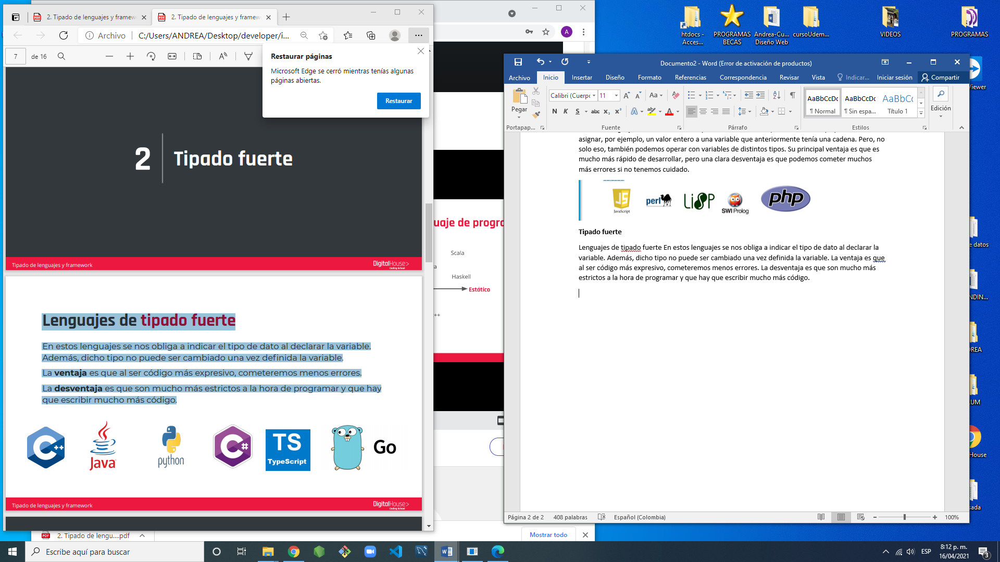 2. Tipado de lenguajes y framew
2. Tipado de lenguajes y framew
Archivo
C:/Users/ANDREA/Desktop/developer/i...
7
de 16
Restaurar páginas
Microsoft Edge se cerró mientras tenías algunas
páginas abiertas.
Restaurar
2
Tipado fuerte
Tipado de lenguajes y framework
DigitalHouse>
Coding School
Lenguajes de tipado fuerte
En estos lenguajes se nos obliga a indicar el tipo de dato al declarar la variable.
Además, dicho tipo no puede ser cambiado una vez definida la variable.
La ventaja es que al ser código más expresivo, cometeremos menos errores.
La desventaja es que son mucho más estrictos a la hora de programar y que hay
que escribir mucho más código.
C++
Java
python
C#
TS
TypeScript
Go
Tipado de lenguajes y framework
DigitalHouse>
Coding School
2. Tipado de lengu....pdf
Mostrar todo
A
uaje de progra
Scala
a
Haskell
Estático
++
Documento2 - Word (Error de activación de productos)
Archivo
Inicio
Insertar
Diseño
Formato
Referencias
Correspondencia
Revisar
Vista
Indicar...
Iniciar sesión
Compartir
Pegar
Calibri (Cuerpo
11
Aa
N K S abc x₂ x²
AaBbCcDc
¶ Normal
AaBbCcDc
¶ Sin espa...
AaBbCc
Título 1
Edición
Portapap...
Fuente
Párrafo
Estilos
asignar, por ejemplo, un valor entero a una variable que anteriormente tenía una cadena. Pero, no
solo eso, también podemos operar con variables de distintos tipos. Su principal ventaja es que es
mucho más rápido de desarrollar, pero una clara desventaja es que podemos cometer muchos
más errores si no tenemos cuidado.
JS
JavaScript
perl
LISP
SWI Prolog
php
Tipado fuerte
Lenguajes de tipado fuerte En estos lenguajes se nos obliga a indicar el tipo de dato al declarar la
variable. Además, dicho tipo no puede ser cambiado una vez definida la variable. La ventaja es que
al ser código más expresivo, cometeremos menos errores. La desventaja es que son mucho más
estrictos a la hora de programar y que hay que escribir mucho más código.
Página 2 de 2
408 palabras
Español (Colombia)
100%
htdocs -
Acces...
PROGRAMAS
BECAS
Andrea-Cu...
Diseño Web
cursoUdem...
VIDEOS
PROGRAMAS
Viewer
e datos
NDIN...
DREA
UM
House
sada
Escribe aquí para buscar
ESP
8:12 p. m.
16/04/2021
3